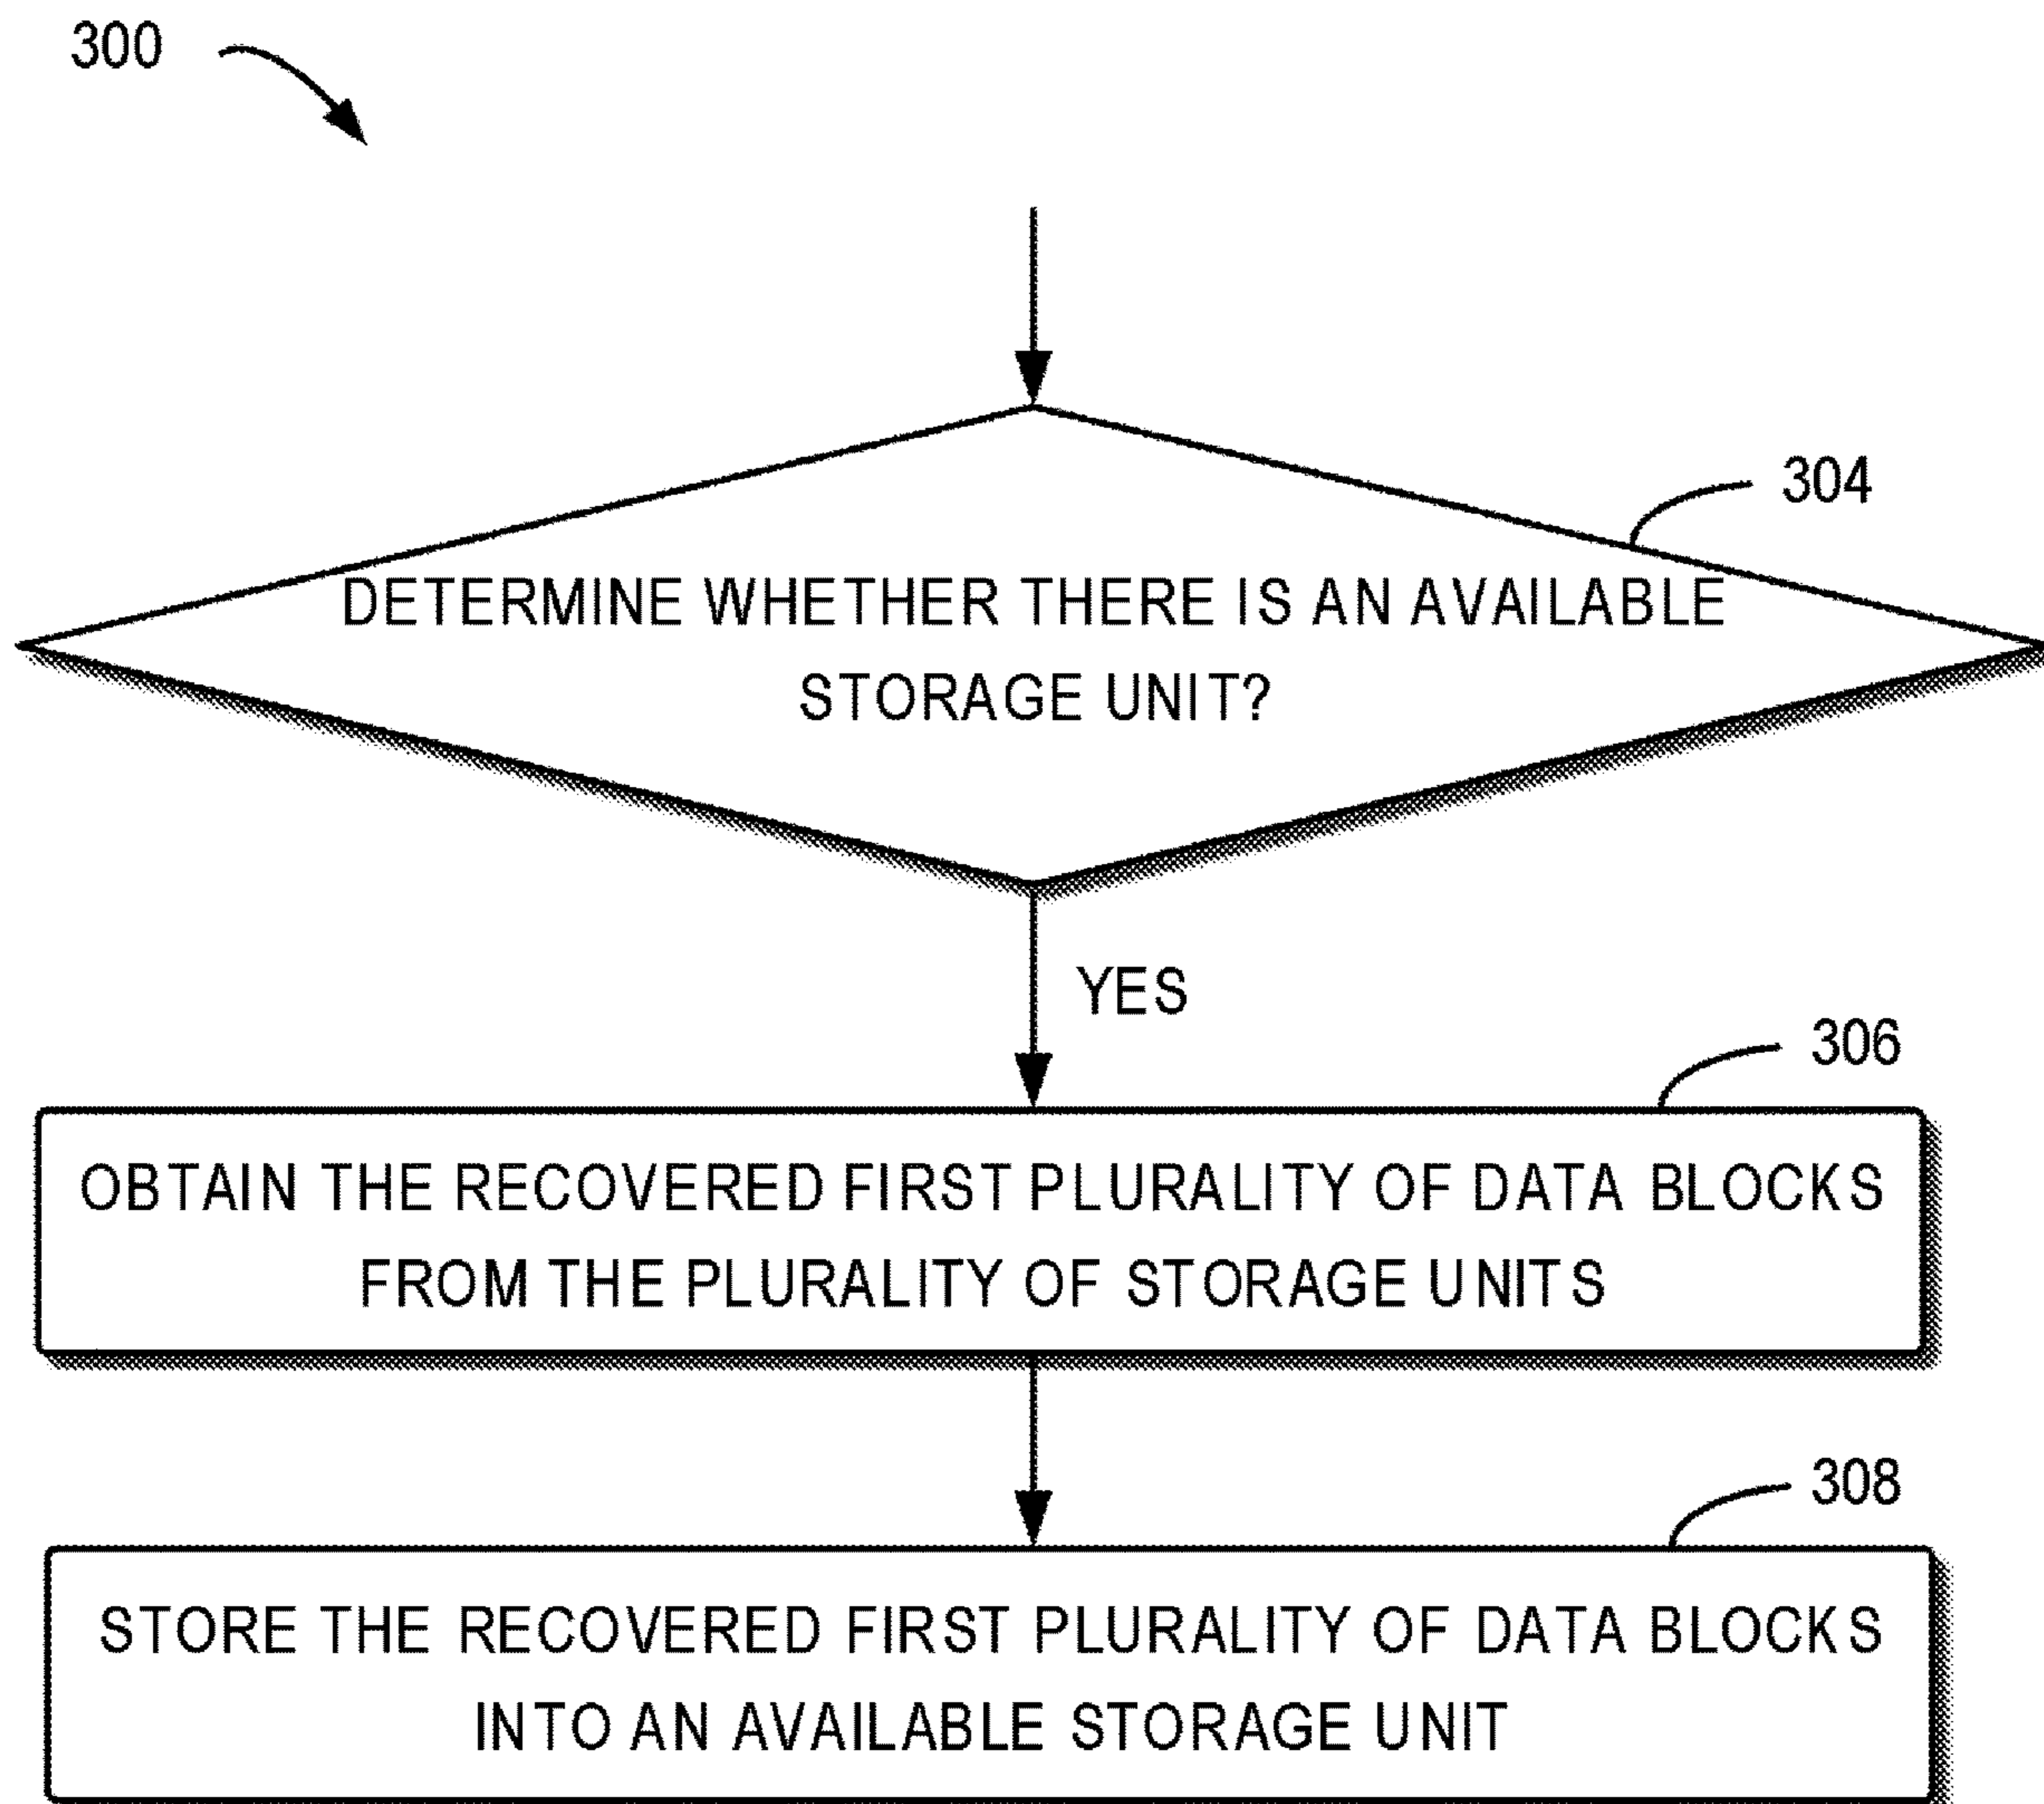 300
304
DETERMINE WHETHER THERE IS AN AVAILABLE
STORAGE UNIT?
YES
306
OBTAIN THE RECOVERED FIRST PLURALITY OF DATA BLOCKS
FROM THE PLURALITY OF STORAGE UNITS
308
STORE THE RECOVERED FIRST PLURALITY OF DATA BLOCKS
INTO AN AVAILABLE STORAGE UNIT